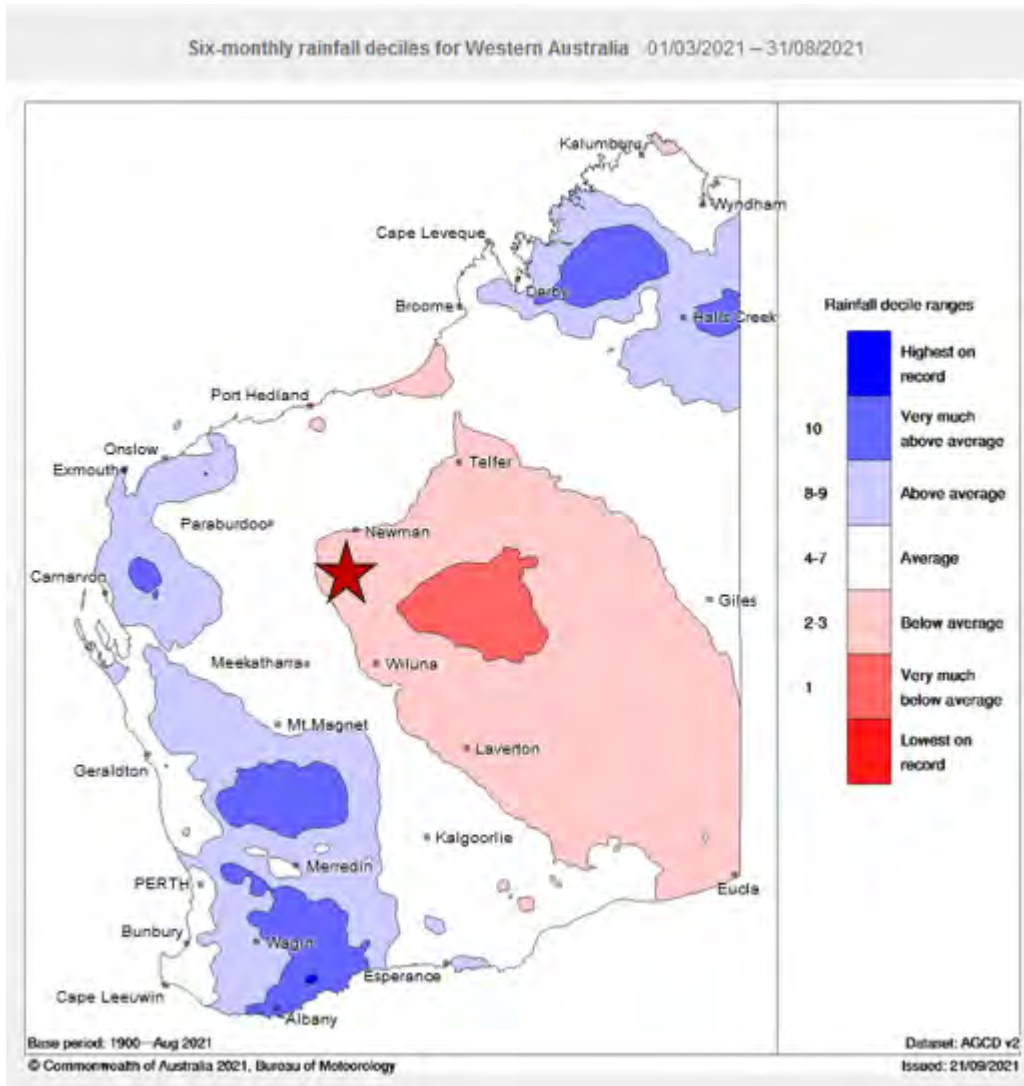 Six-monthly rainfall deciles for Western Australia 01/03/2021 – 31/08/2021
Kalumburu
Wyndham
Cape Leveque
Derby
Broome
Halls Creek
Rainfall decile ranges
Highest on
record
Port Hedland
10
Very much
above average
Onslow
Telfer
Exmouth
8-9
Above average
Paraburdoo
Newman
4-7
Average
Carnarvon
Giles
2-3
Below average
Meekatharra
Wiluna
1
Very much
below average
Mt Magnet
Laverton
Lowest on
record
Geraldton
Kalgoorlie
Merredin
PERTH
Eucla
Bunbury
Wagin
Esperance
Cape Leeuwin
Albany
Base period: 1900—Aug 2021
Dataset: AGCD v2
© Commonwealth of Australia 2021, Bureau of Meteorology
Issued: 21/09/2021